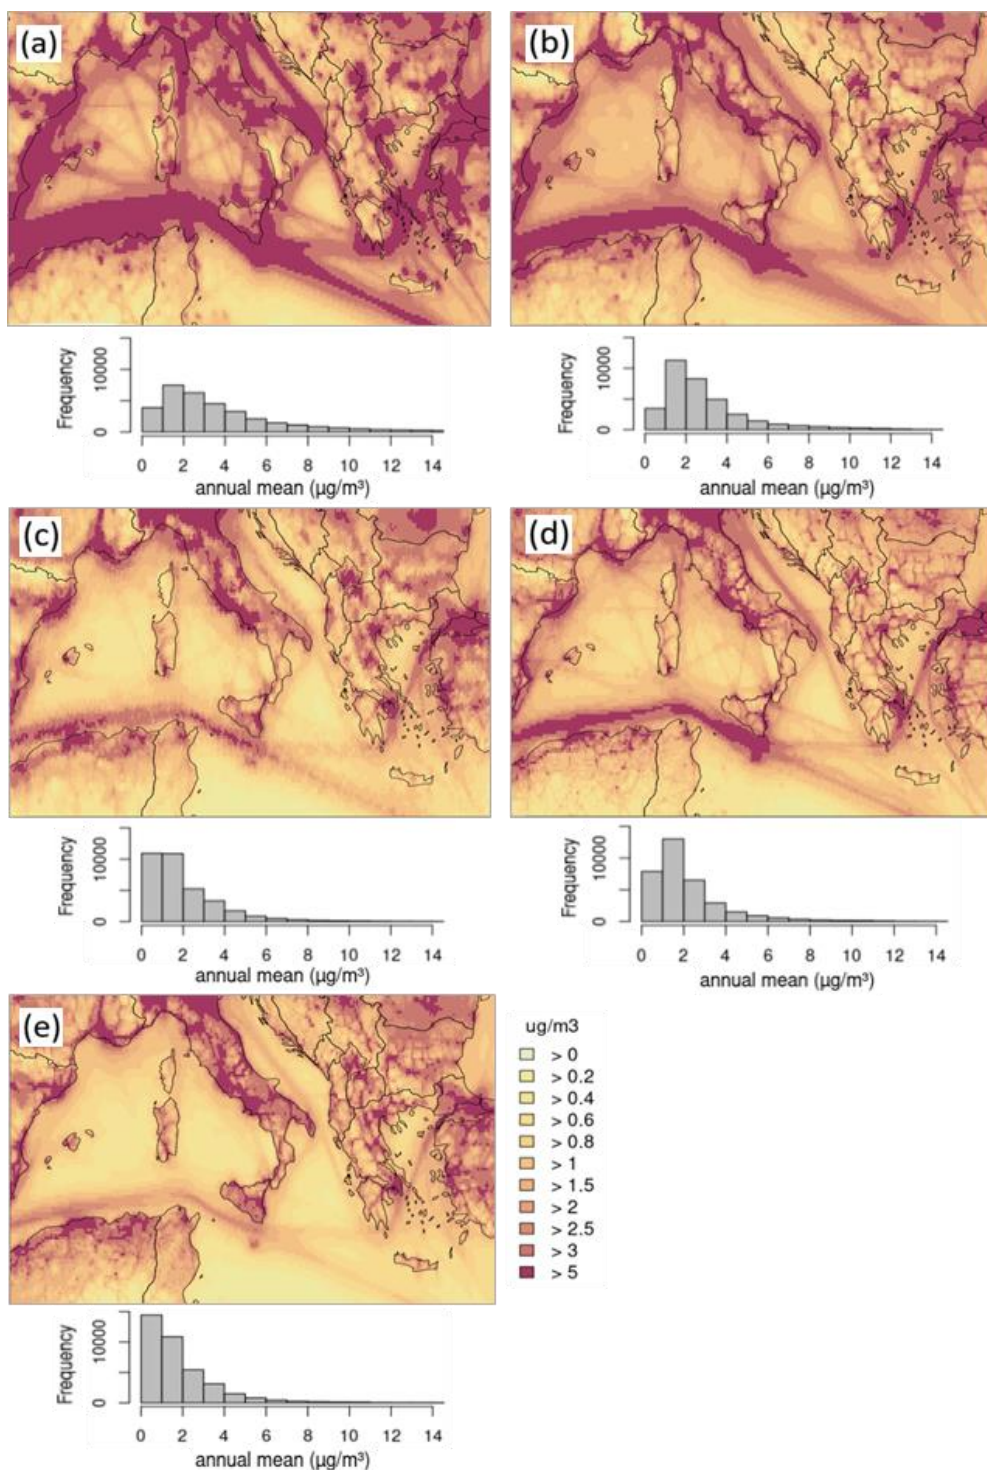 (a)
(b)
Frequency
0 10000
0 2 4 6 8 10 12 14
annual mean (µg/m³)
Frequency
0 10000
0 2 4 6 8 10 12 14
annual mean (µg/m³)
(c)
(d)
Frequency
0 10000
0 2 4 6 8 10 12 14
annual mean (µg/m³)
Frequency
0 10000
0 2 4 6 8 10 12 14
annual mean (µg/m³)
(e)
ug/m3
> 0
> 0.2
> 0.4
> 0.6
> 0.8
> 1
> 1.5
> 2
> 2.5
> 3
> 5
Frequency
0 10000
0 2 4 6 8 10 12 14
annual mean (µg/m³)